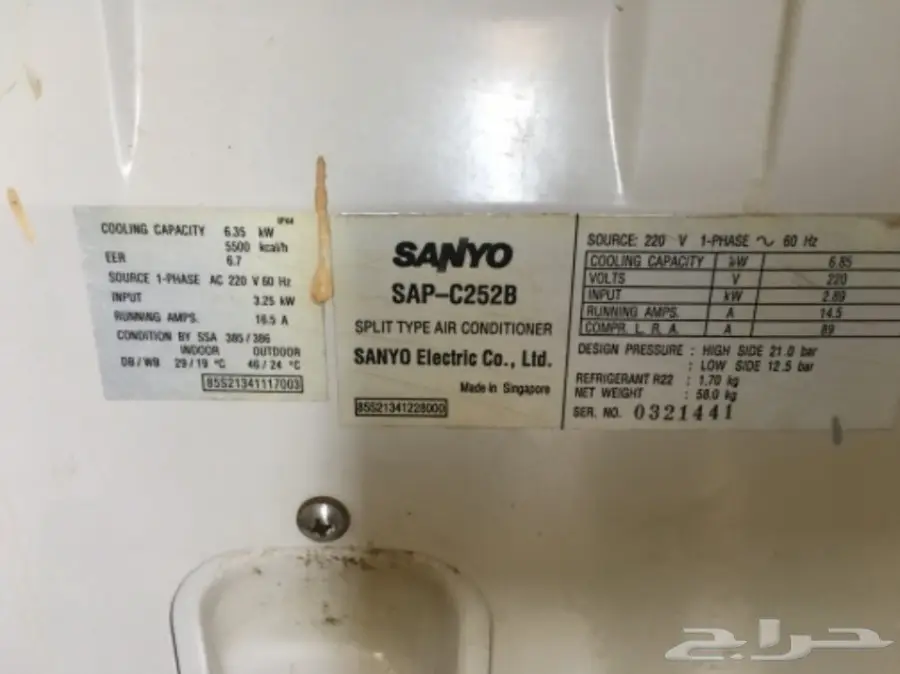 IP44
COOLING CAPACITY 6.35 kW
5500 kcal/h
EER 6.7
SOURCE 1-PHASE AC 220 V 60 Hz
INPUT 3.25 kW
RUNNING AMPS. 16.5 A
CONDITION BY SSA 385/386
INDOOR OUTDOOR
DB/WB 29/19 °C 46/24 °C
85S21341117003
SANYO
SAP-C252B
SPLIT TYPE AIR CONDITIONER
SANYO Electric Co., Ltd.
Made in Singapore
85521341228000
SOURCE: 220 V 1-PHASE ~ 60 Hz
COOLING CAPACITY kW 6.85
VOLTS V 220
INPUT kW 2.89
RUNNING AMPS. A 14.5
COMPR. L. R. A. A 89
DESIGN PRESSURE : HIGH SIDE 21.0 bar
: LOW SIDE 12.5 bar
REFRIGERANT R22 : 1.70 kg
NET WEIGHT : 58.0 kg
SER. NO. 0321441
حراج